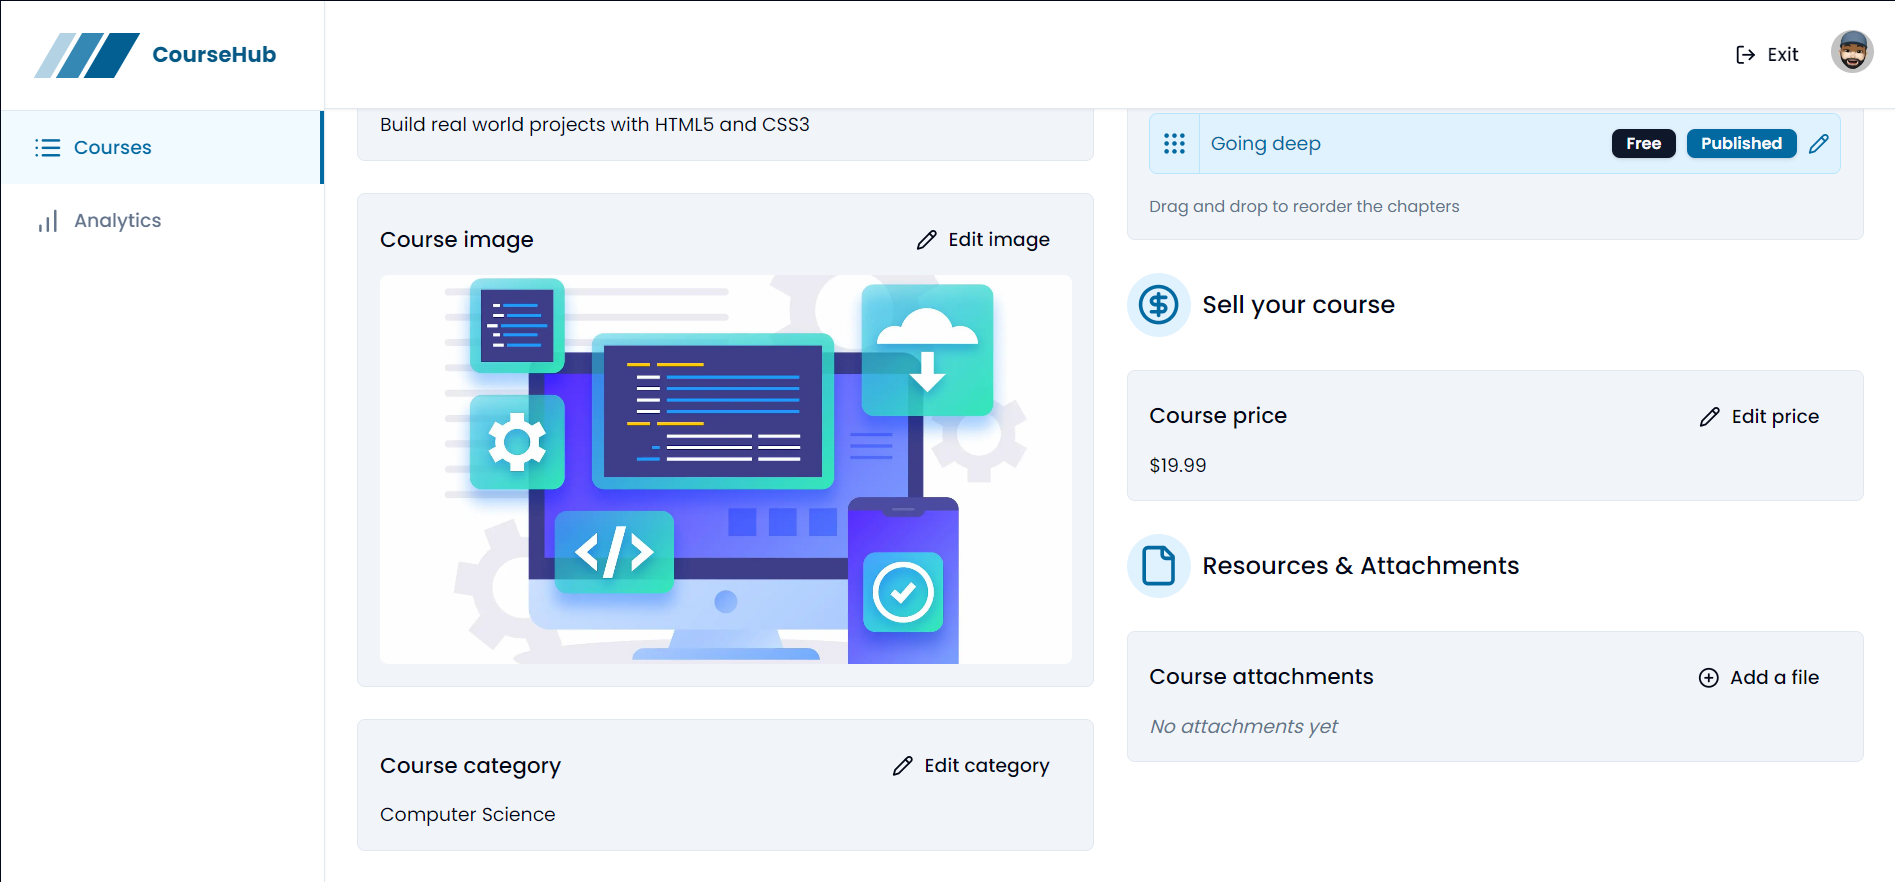 CourseHub
Exit
Courses
Analytics
Build real world projects with HTML5 and CSS3
Course image
Edit image
Course category
Edit category
Computer Science
Going deep
Free
Published
Drag and drop to reorder the chapters
Sell your course
Course price
Edit price
$19.99
Resources & Attachments
Course attachments
Add a file
No attachments yet